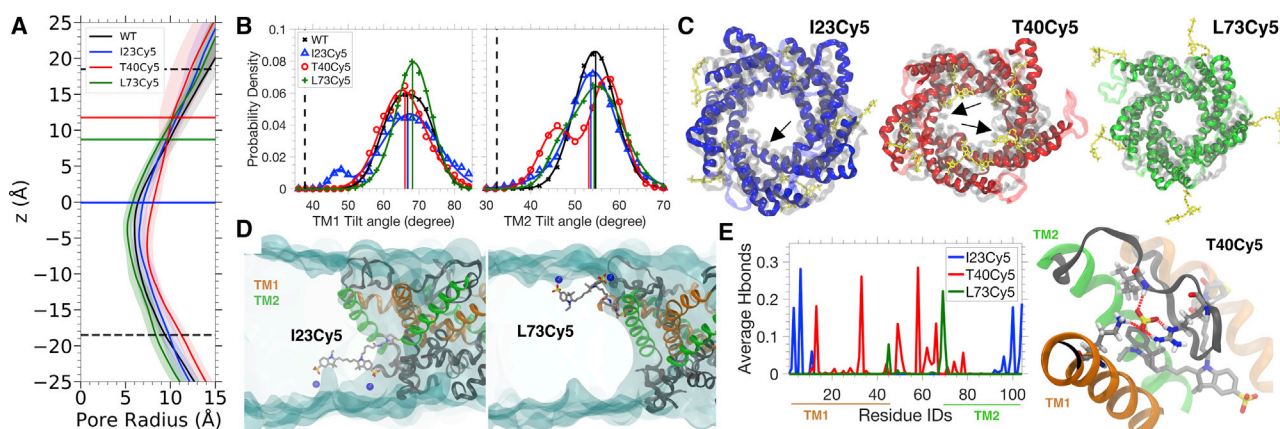 A
25
20
15
10
5
0
−5
−10
−15
−20
−25
z (Å)
WT
I23Cy5
T40Cy5
L73Cy5
0 5 10 15
Pore Radius (Å)
B
0.1
0.08
0.06
0.04
0.02
0
Probability Density
WT
I23Cy5
T40Cy5
L73Cy5
40 50 60 70 80
TM1 Tilt angle (degree)
30 40 50 60 70
TM2 Tilt angle (degree)
C
I23Cy5
T40Cy5
L73Cy5
D
TM1
TM2
I23Cy5
L73Cy5
E
0.3
0.2
0.1
0
Average Hbonds
I23Cy5
T40Cy5
L73Cy5
20 40 60 80 100
Residue IDs
TM1
TM2
T40Cy5
TM2
TM1